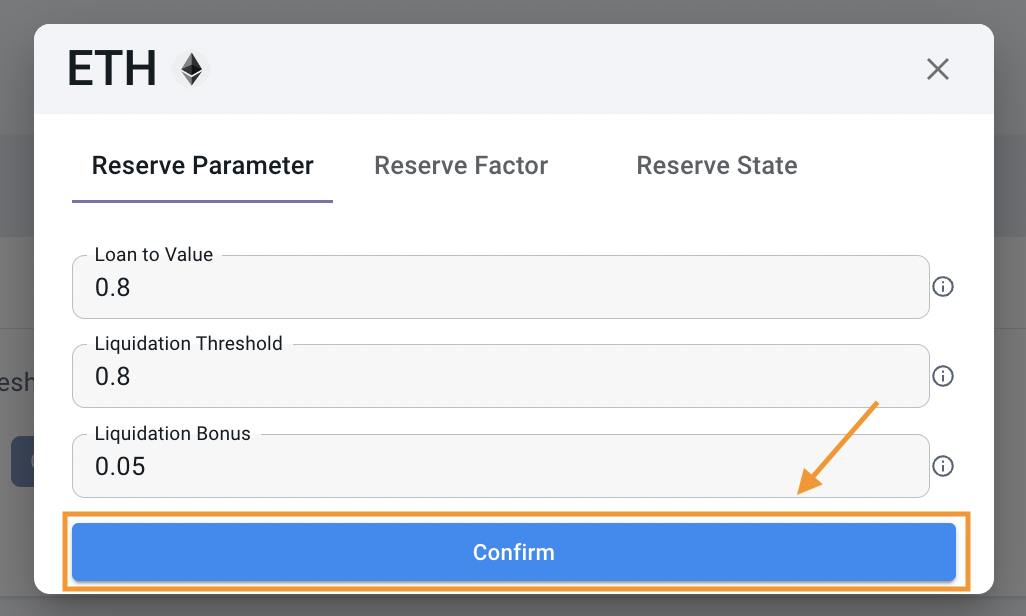 ETH
Reserve Parameter Reserve Factor Reserve State
Loan to Value
0.8
Liquidation Threshold
0.8
Liquidation Bonus
0.05
Confirm